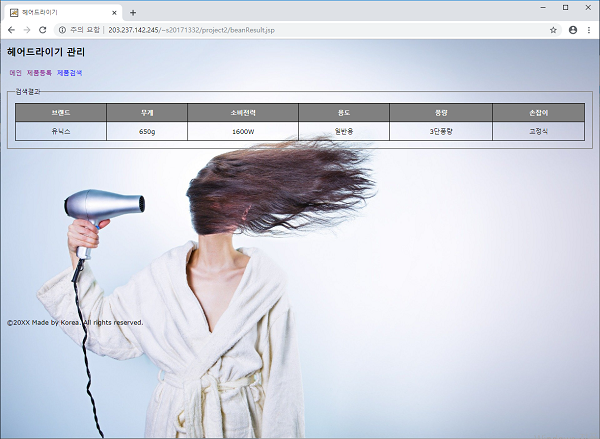 헤어드라이기
주의 요함 | 203.237.142.245/~s20171332/project2/beanResult.jsp
헤어드라이기 관리
메인 제품등록 제품검색
검색결과
브랜드 무게 소비전력 용도 풍량 손잡이
유닉스 650g 1600W 일반용 3단풍량 고정식
©20XX Made by Korea. All rights reserved.